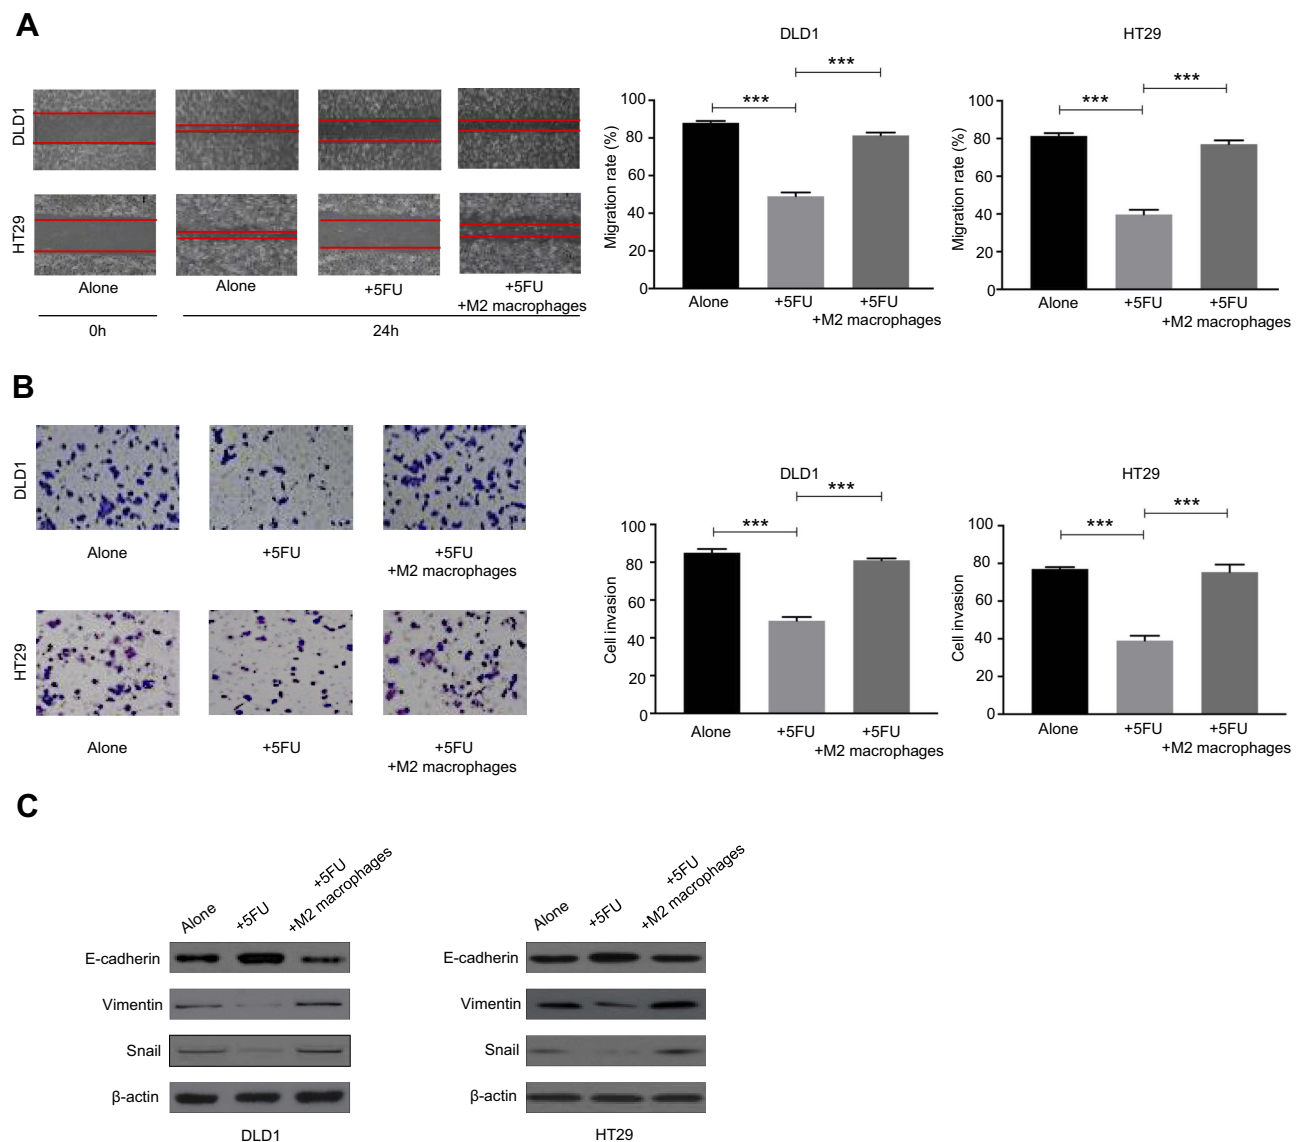 A
DLD1
HT29
Alone
Alone
+5FU
+5FU
+M2 macrophages
0h
24h
DLD1
***
***
Migration rate (%)
100
80
60
40
20
0
Alone
+5FU
+5FU
+M2 macrophages
HT29
***
***
Migration rate (%)
100
80
60
40
20
0
Alone
+5FU
+5FU
+M2 macrophages
B
DLD1
Alone
+5FU
+5FU
+M2 macrophages
HT29
Alone
+5FU
+5FU
+M2 macrophages
DLD1
***
***
Cell invasion
100
80
60
40
20
0
Alone
+5FU
+5FU
+M2 macrophages
HT29
***
***
Cell invasion
100
80
60
40
20
0
Alone
+5FU
+5FU
+M2 macrophages
C
Alone
+5FU
+5FU
+M2 macrophages
E-cadherin
Vimentin
Snail
β-actin
DLD1
Alone
+5FU
+5FU
+M2 macrophages
E-cadherin
Vimentin
Snail
β-actin
HT29